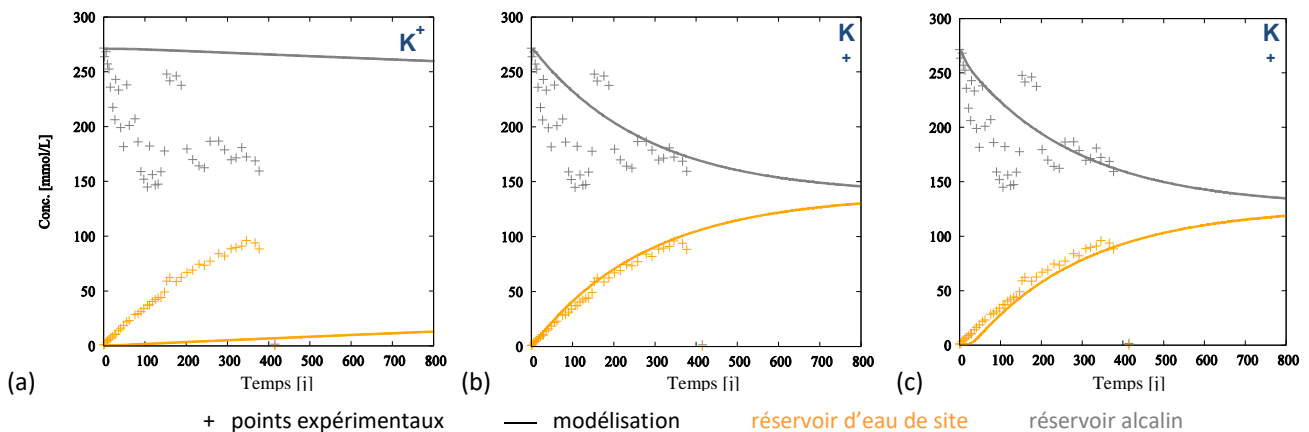 300
250
200
150
100
50
0
Conc. [mmol/L]
K+
0 100 200 300 400 500 600 700 800
Temps [j]
(a)
300
250
200
150
100
50
0
K
+
0 100 200 300 400 500 600 700 800
Temps [j]
(b)
300
250
200
150
100
50
0
K
+
0 100 200 300 400 500 600 700 800
Temps [j]
(c)
+ points expérimentaux — modélisation réservoir d'eau de site réservoir alcalin